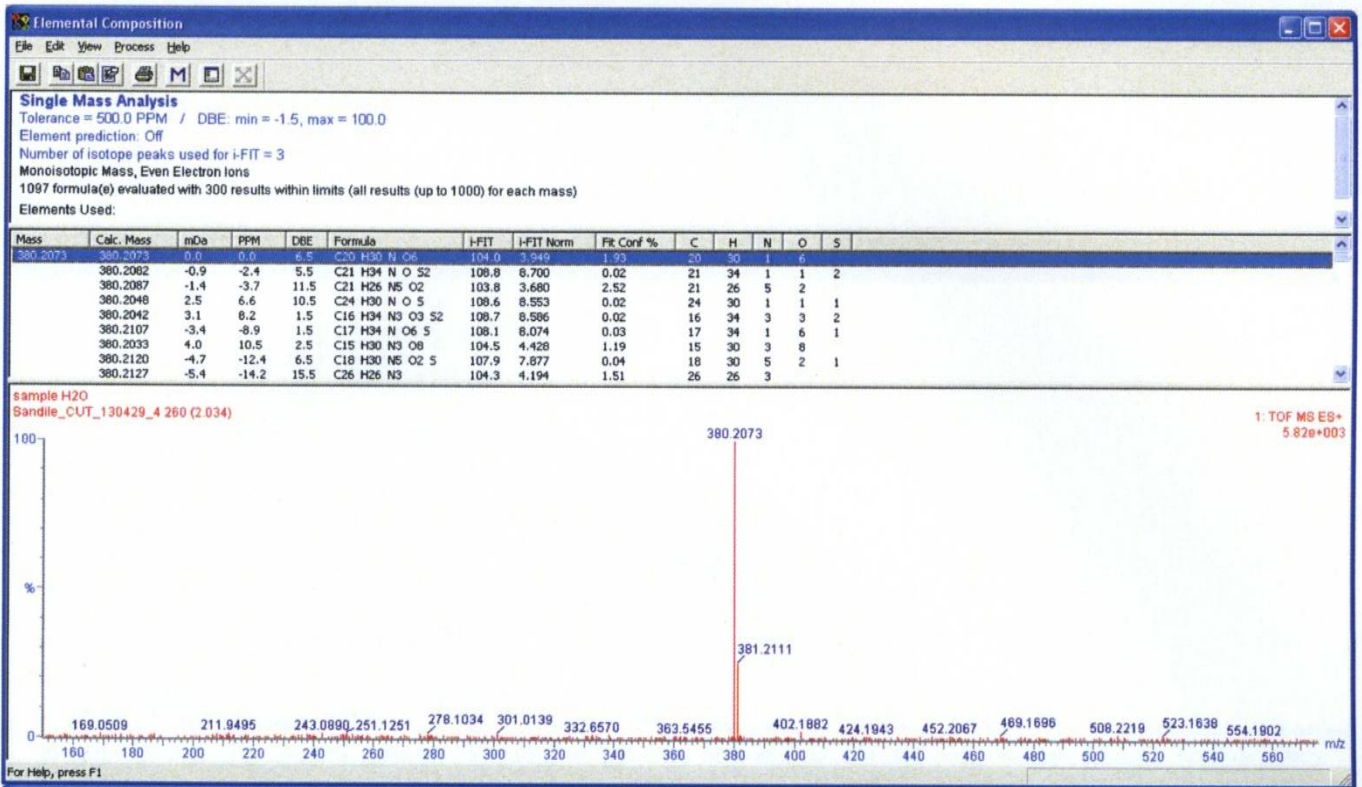 Elemental Composition
File Edit View Process Help
M
Single Mass Analysis
Tolerance = 500.0 PPM / DBE: min = -1.5, max = 100.0
Element prediction: Off
Number of isotope peaks used for i-FIT = 3
Monoisotopic Mass, Even Electron Ions
1097 formula(e) evaluated with 300 results within limits (all results (up to 1000) for each mass)
Elements Used:
Mass Calc. Mass mDa PPM DBE Formula i-FIT i-FIT Norm Fit Conf % C H N O S
380.2073 380.2073 0.0 0.0 6.5 C20 H30 N O6 104.0 3.949 1.93 20 30 1 6
380.2082 -0.9 -2.4 5.5 C21 H34 N O S2 108.8 8.700 0.02 21 34 1 1 2
380.2087 -1.4 -3.7 11.5 C21 H26 N5 O2 103.8 3.680 2.52 21 26 5 2
380.2048 2.5 6.6 10.5 C24 H30 N O S 108.6 8.553 0.02 24 30 1 1 1
380.2042 3.1 8.2 1.5 C16 H34 N3 O3 S2 108.7 8.586 0.02 16 34 3 3 2
380.2107 -3.4 -8.9 1.5 C17 H34 N O6 S 108.1 8.074 0.03 17 34 1 6 1
380.2033 4.0 10.5 2.5 C15 H30 N3 O8 104.5 4.428 1.19 15 30 3 8
380.2120 -4.7 -12.4 6.5 C18 H30 N5 O2 S 107.9 7.877 0.04 18 30 5 2 1
380.2127 -5.4 -14.2 15.5 C26 H26 N3 104.3 4.194 1.51 26 26 3
sample H2O
Bandile_CUT_130429_4 260 (2.034)
1: TOF MS ES+
5.82e+003
100
380.2073
%
381.2111
169.0509 211.9495 243.0890 251.1251 278.1034 301.0139 332.6570 363.5455 402.1882 424.1943 452.2067 469.1696 508.2219 523.1638 554.1902
0
m/z
160 180 200 220 240 260 280 300 320 340 360 380 400 420 440 460 480 500 520 540 560
For Help, press F1